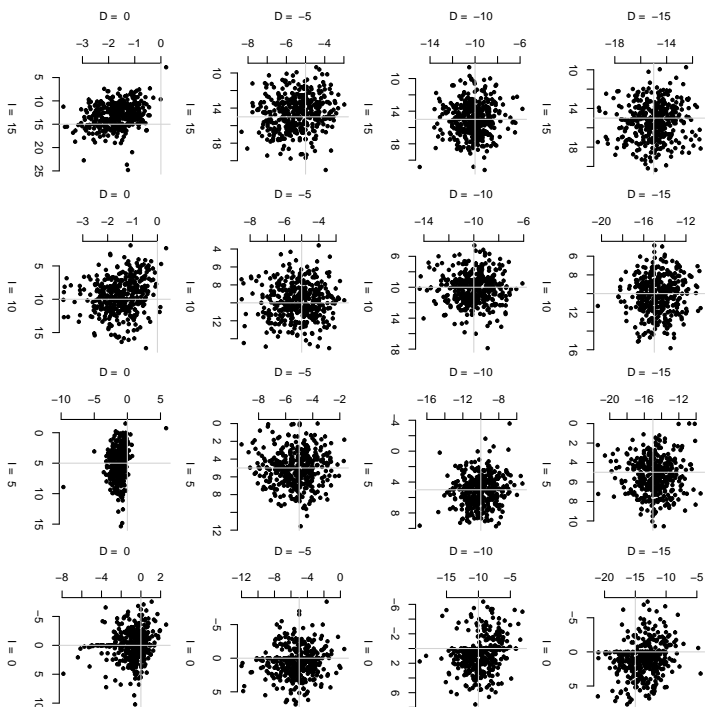 D = 0
−3 −2 −1 0
I = 15
5 10 15 20 25
D = −5
−8 −6 −4
I = 15
10 14 18
D = −10
−14 −10 −6
I = 15
10 14 18
D = −15
−18 −14
I = 15
10 14 18
D = 0
−3 −2 −1 0
I = 10
5 10 15
D = −5
−8 −6 −4
I = 10
4 6 8 12
D = −10
−14 −10 −6
I = 10
6 8 10 12 14 18
D = −15
−20 −16 −12
I = 10
6 8 12 16
D = 0
−10 −5 0 5
I = 5
0 5 10 15
D = −5
−8 −6 −4 −2
I = 5
0 2 4 6 8 12
D = −10
−16 −12 −8
I = 5
−4 0 4 8
D = −15
−20 −16 −10
I = 5
0 2 4 6 8 10
D = 0
−8 −4 0 2
I = 0
−5 0 5 10
D = −5
−12 −8 −4 0
I = 0
−5 0 5
D = −10
−15 −10 −5
I = 0
−6 −2 2 6
D = −15
−20 −15 −10 −5
I = 0
−5 0 5